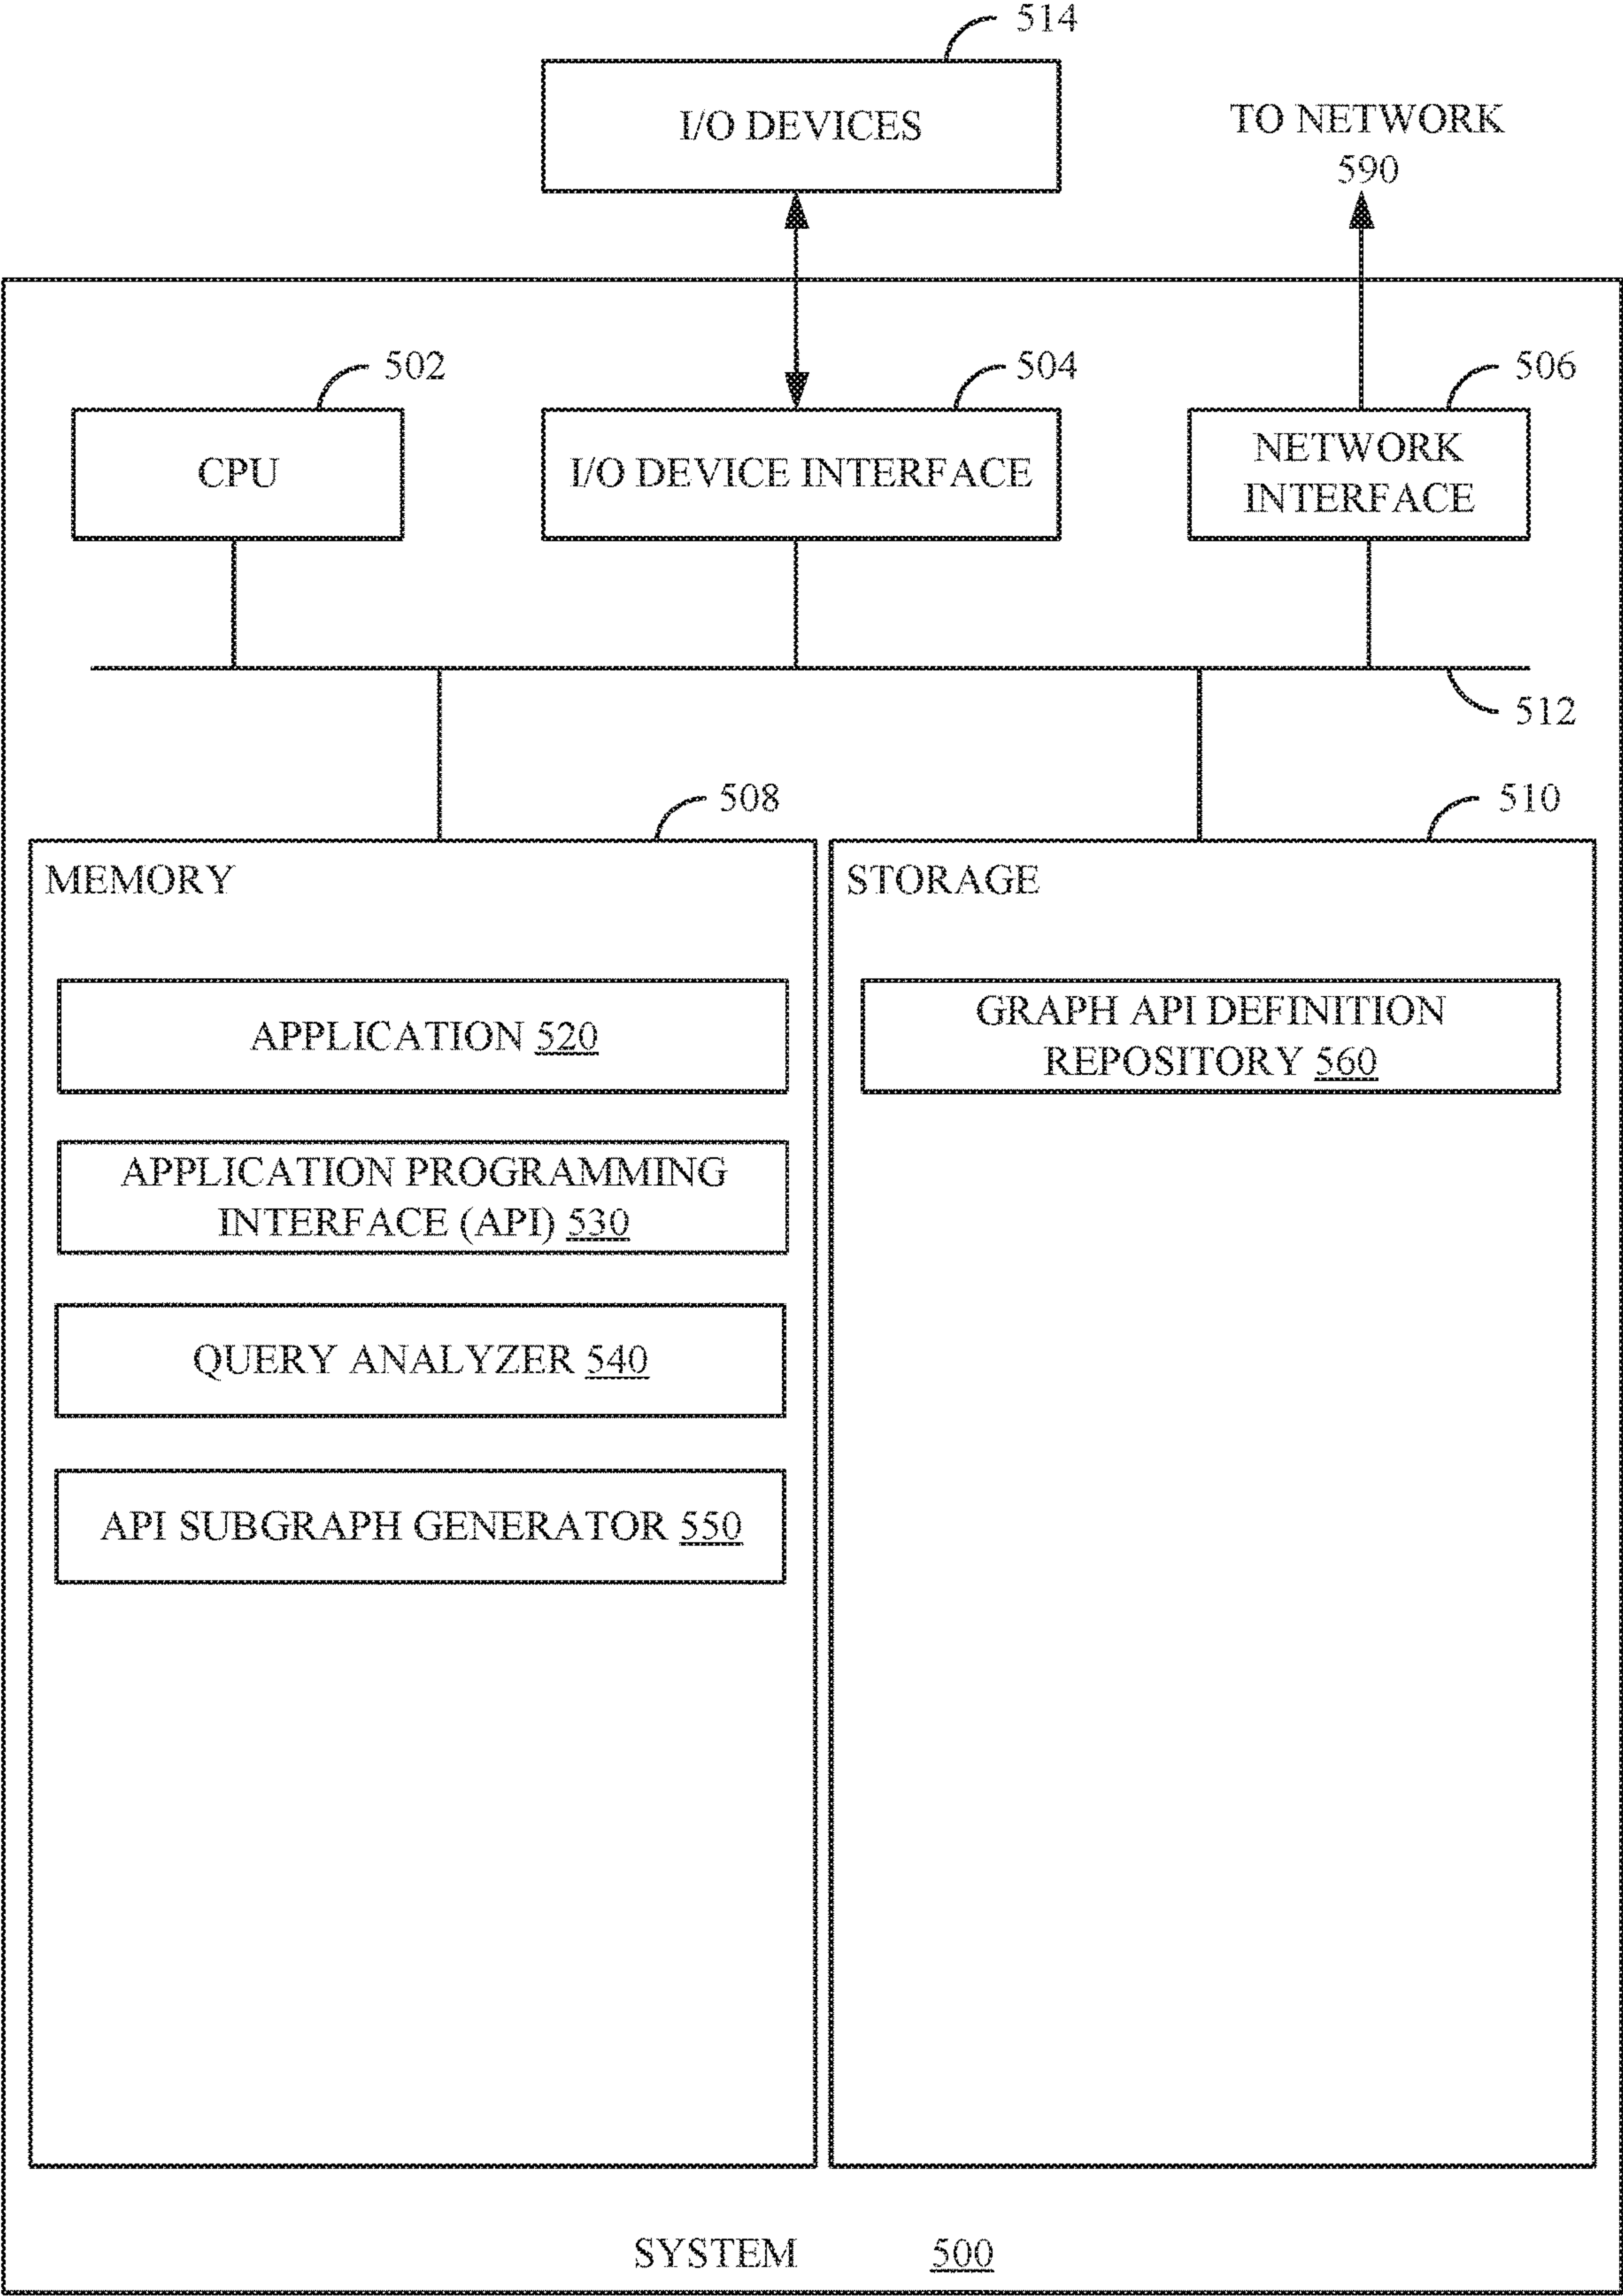 514
I/O DEVICES
TO NETWORK
590
502
504
506
CPU
I/O DEVICE INTERFACE
NETWORK
INTERFACE
512
508
510
MEMORY
STORAGE
APPLICATION 520
GRAPH API DEFINITION
REPOSITORY 560
APPLICATION PROGRAMMING
INTERFACE (API) 530
QUERY ANALYZER 540
API SUBGRAPH GENERATOR 550
SYSTEM 500